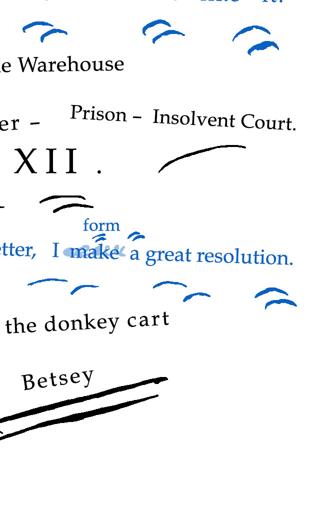 e Warehouse
er – Prison – Insolvent Court.
XII .
form
etter, I make a great resolution.
the donkey cart
Betsey